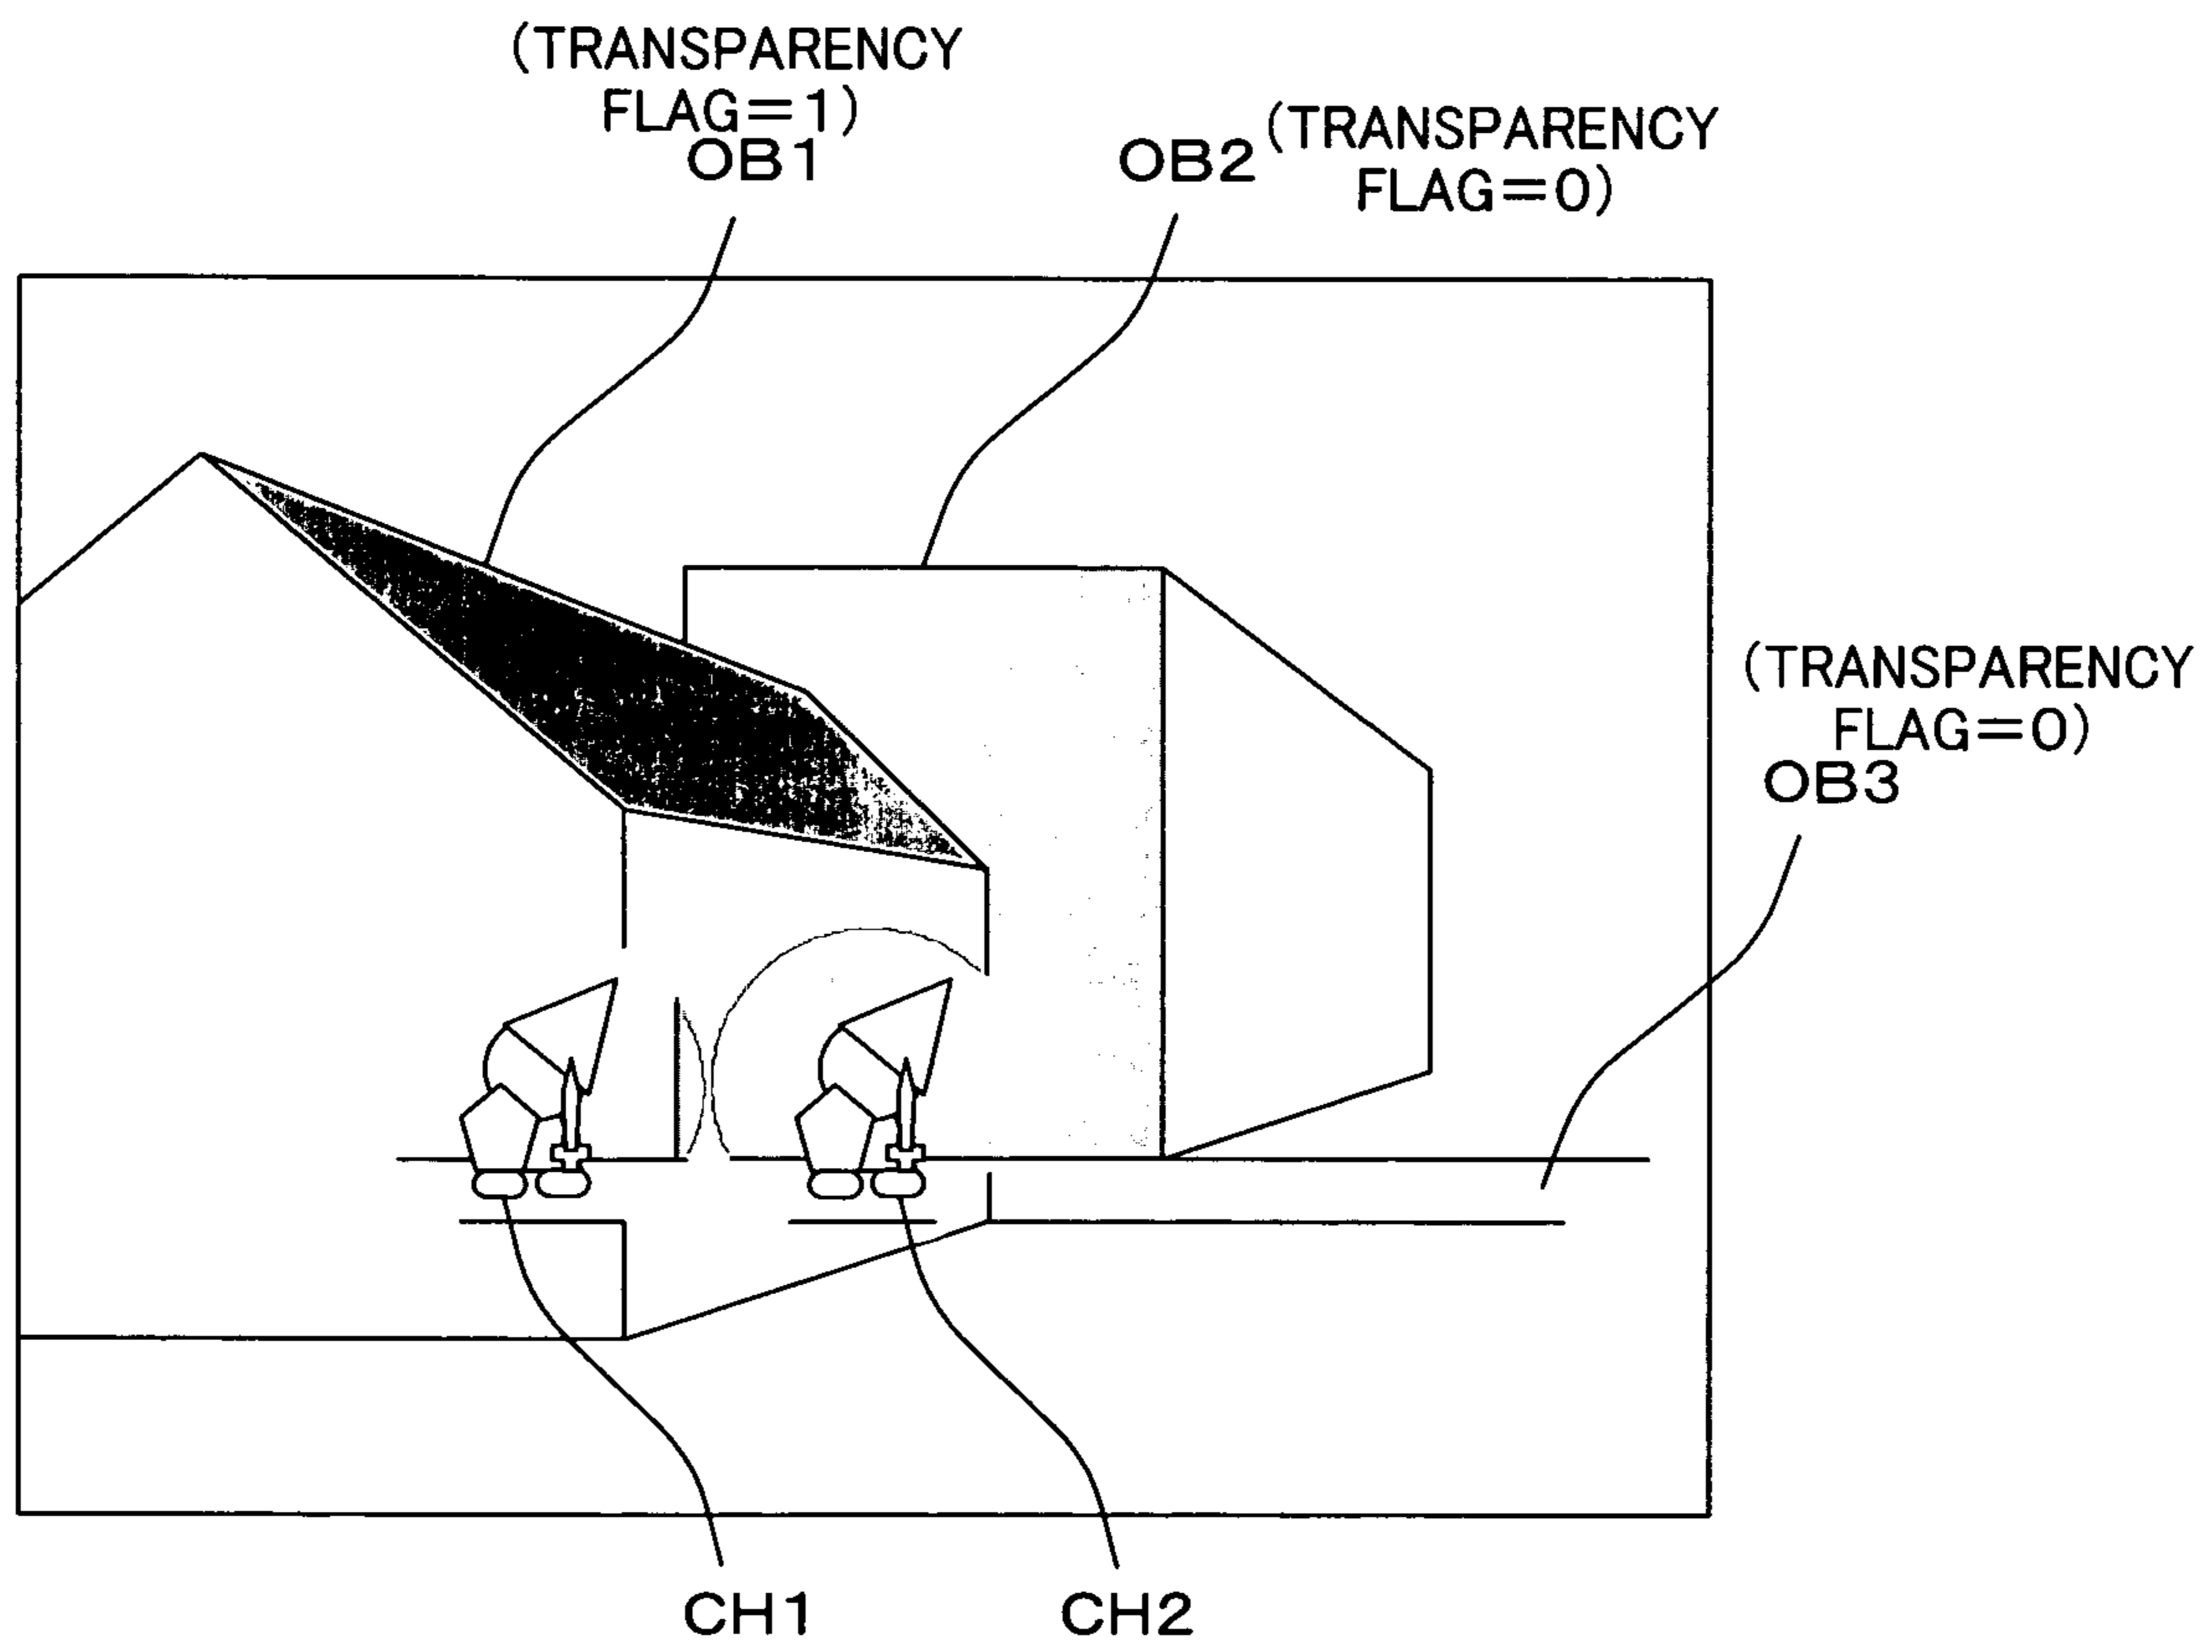 (TRANSPARENCY
FLAG=1)
OB1
OB2 (TRANSPARENCY
FLAG=0)
(TRANSPARENCY
FLAG=0)
OB3
CH1
CH2